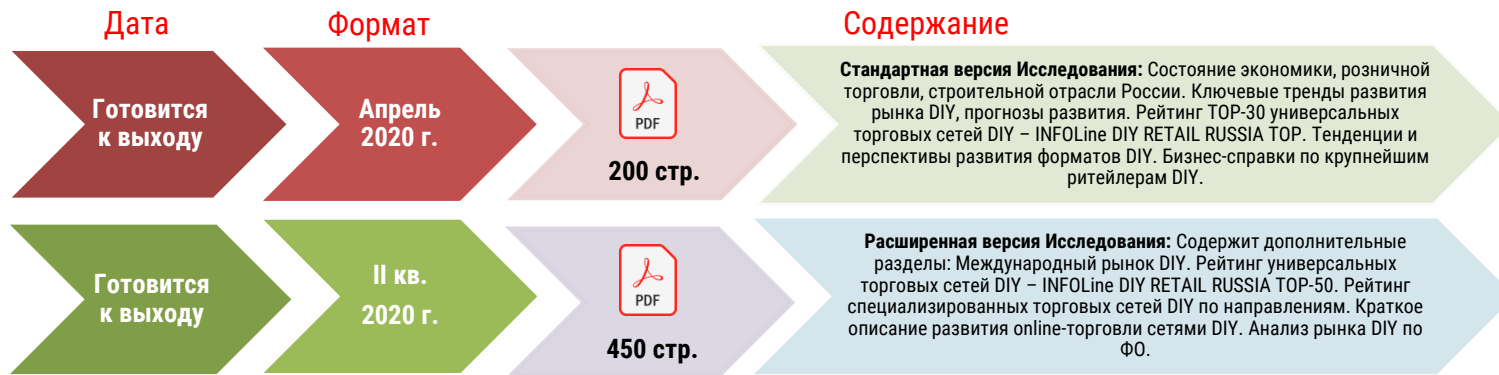 Дата
Формат
Содержание
Готовится
к выходу
Апрель
2020 г.
PDF
200 стр.
Стандартная версия Исследования: Состояние экономики, розничной
торговли, строительной отрасли России. Ключевые тренды развития
рынка DIY, прогнозы развития. Рейтинг TOP-30 универсальных
торговых сетей DIY – INFOLine DIY RETAIL RUSSIA TOP. Тенденции и
перспективы развития форматов DIY. Бизнес-справки по крупнейшим
ритейлерам DIY.
Готовится
к выходу
II кв.
2020 г.
PDF
450 стр.
Расширенная версия Исследования: Содержит дополнительные
разделы: Международный рынок DIY. Рейтинг универсальных
торговых сетей DIY – INFOLine DIY RETAIL RUSSIA TOP-50. Рейтинг
специализированных торговых сетей DIY по направлениям. Краткое
описание развития online-торговли сетями DIY. Анализ рынка DIY по
ФО.